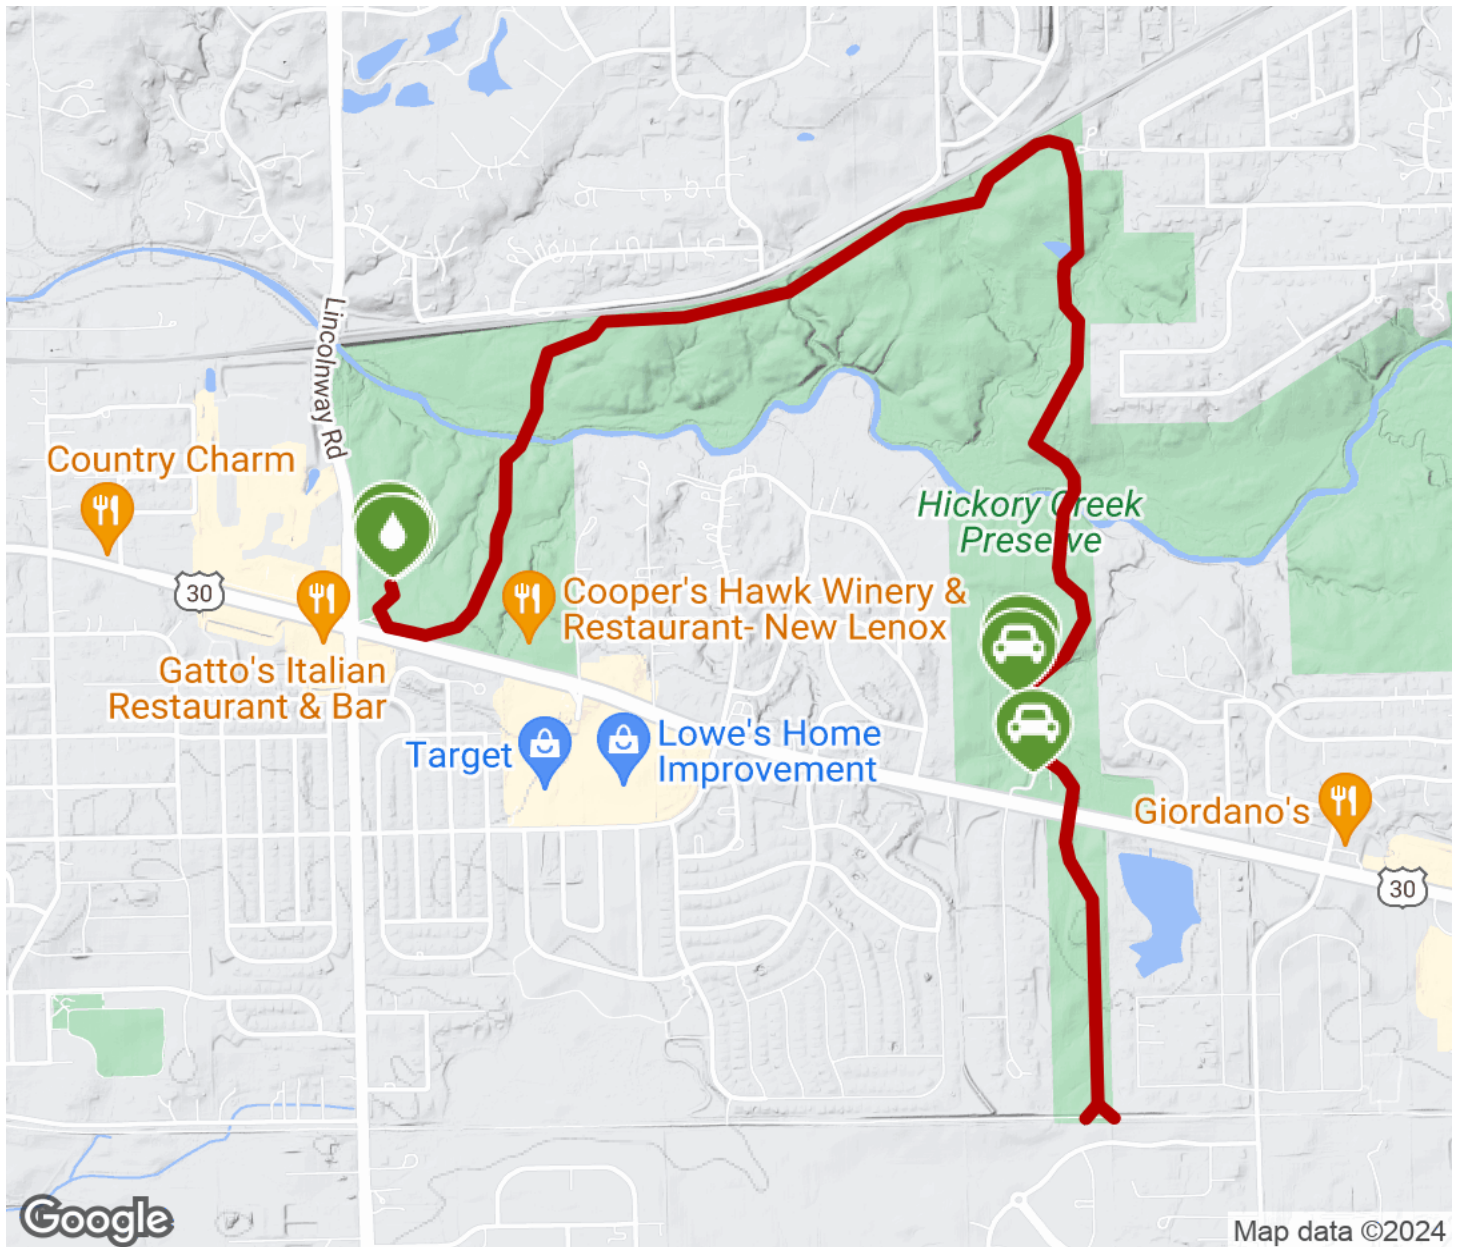 Lincolnway Rd
Country Charm
30
Hickory Creek
Preserve
Cooper's Hawk Winery &
Restaurant- New Lenox
Gatto's Italian
Restaurant & Bar
Target
Lowe's Home
Improvement
Giordano's
30
Google
Map data ©2024